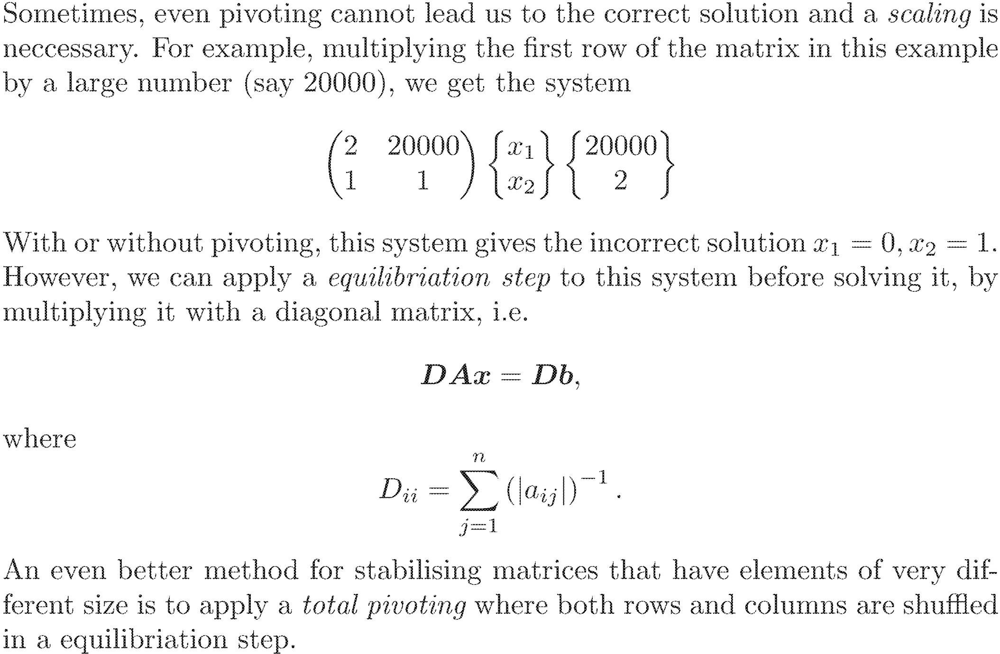 Sometimes, even pivoting cannot lead us to the correct solution and a scaling is
neccessary. For example, multiplying the first row of the matrix in this example
by a large number (say 20000), we get the system
\begin{pmatrix} 2 & 20000 \\ 1 & 1 \end{pmatrix} \begin{Bmatrix} x_1 \\ x_2 \end{Bmatrix} \begin{Bmatrix} 20000 \\ 2 \end{Bmatrix}
With or without pivoting, this system gives the incorrect solution x_1 = 0, x_2 = 1.
However, we can apply a equilibriation step to this system before solving it, by
multiplying it with a diagonal matrix, i.e.
DAx = Db,
where
D_{ii} = \sum_{j=1}^{n} (|a_{ij}|)^{-1} .
An even better method for stabilising matrices that have elements of very dif-
ferent size is to apply a total pivoting where both rows and columns are shuffled
in a equilibriation step.